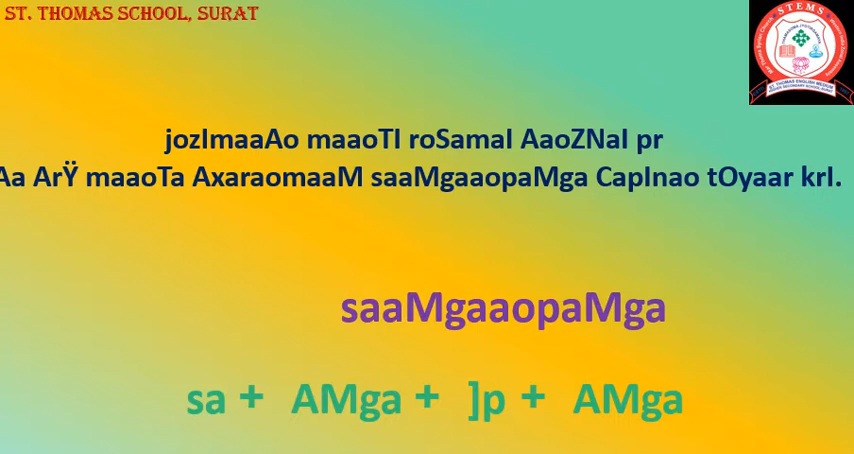 ST. THOMAS SCHOOL, SURAT
STEMS
jozImaaAo maaoTI roSamaI AaoZNaI pr
Aa ArŸ maaoTa AxaraomaaM saaMgaaopaMga CapInao tOyaar krI.
saaMgaaopaMga
sa + AMga + ]p + AMga